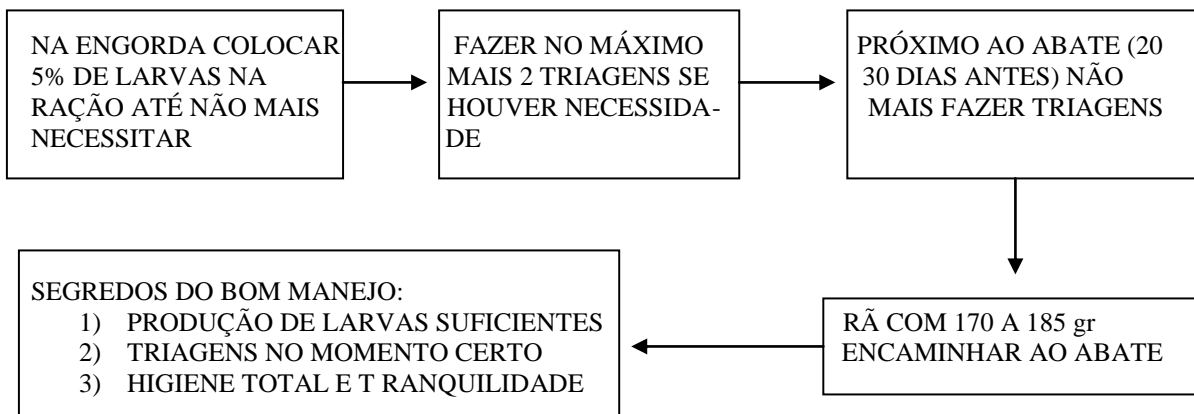 NA ENGORDA COLOCAR
5% DE LARVAS NA
RAÇÃO ATÉ NÃO MAIS
NECESSITAR
FAZER NO MÁXIMO
MAIS 2 TRIAGENS SE
HOUVER NECESSIDA-
DE
PRÓXIMO AO ABATE (20
30 DIAS ANTES) NÃO
MAIS FAZER TRIAGENS
RÃ COM 170 A 185 gr
ENCAMINHAR AO ABATE
SEGREDOS DO BOM MANEJO:
1) PRODUÇÃO DE LARVAS SUFICIENTES
2) TRIAGENS NO MOMENTO CERTO
3) HIGIENE TOTAL E T RANQUILIDADE